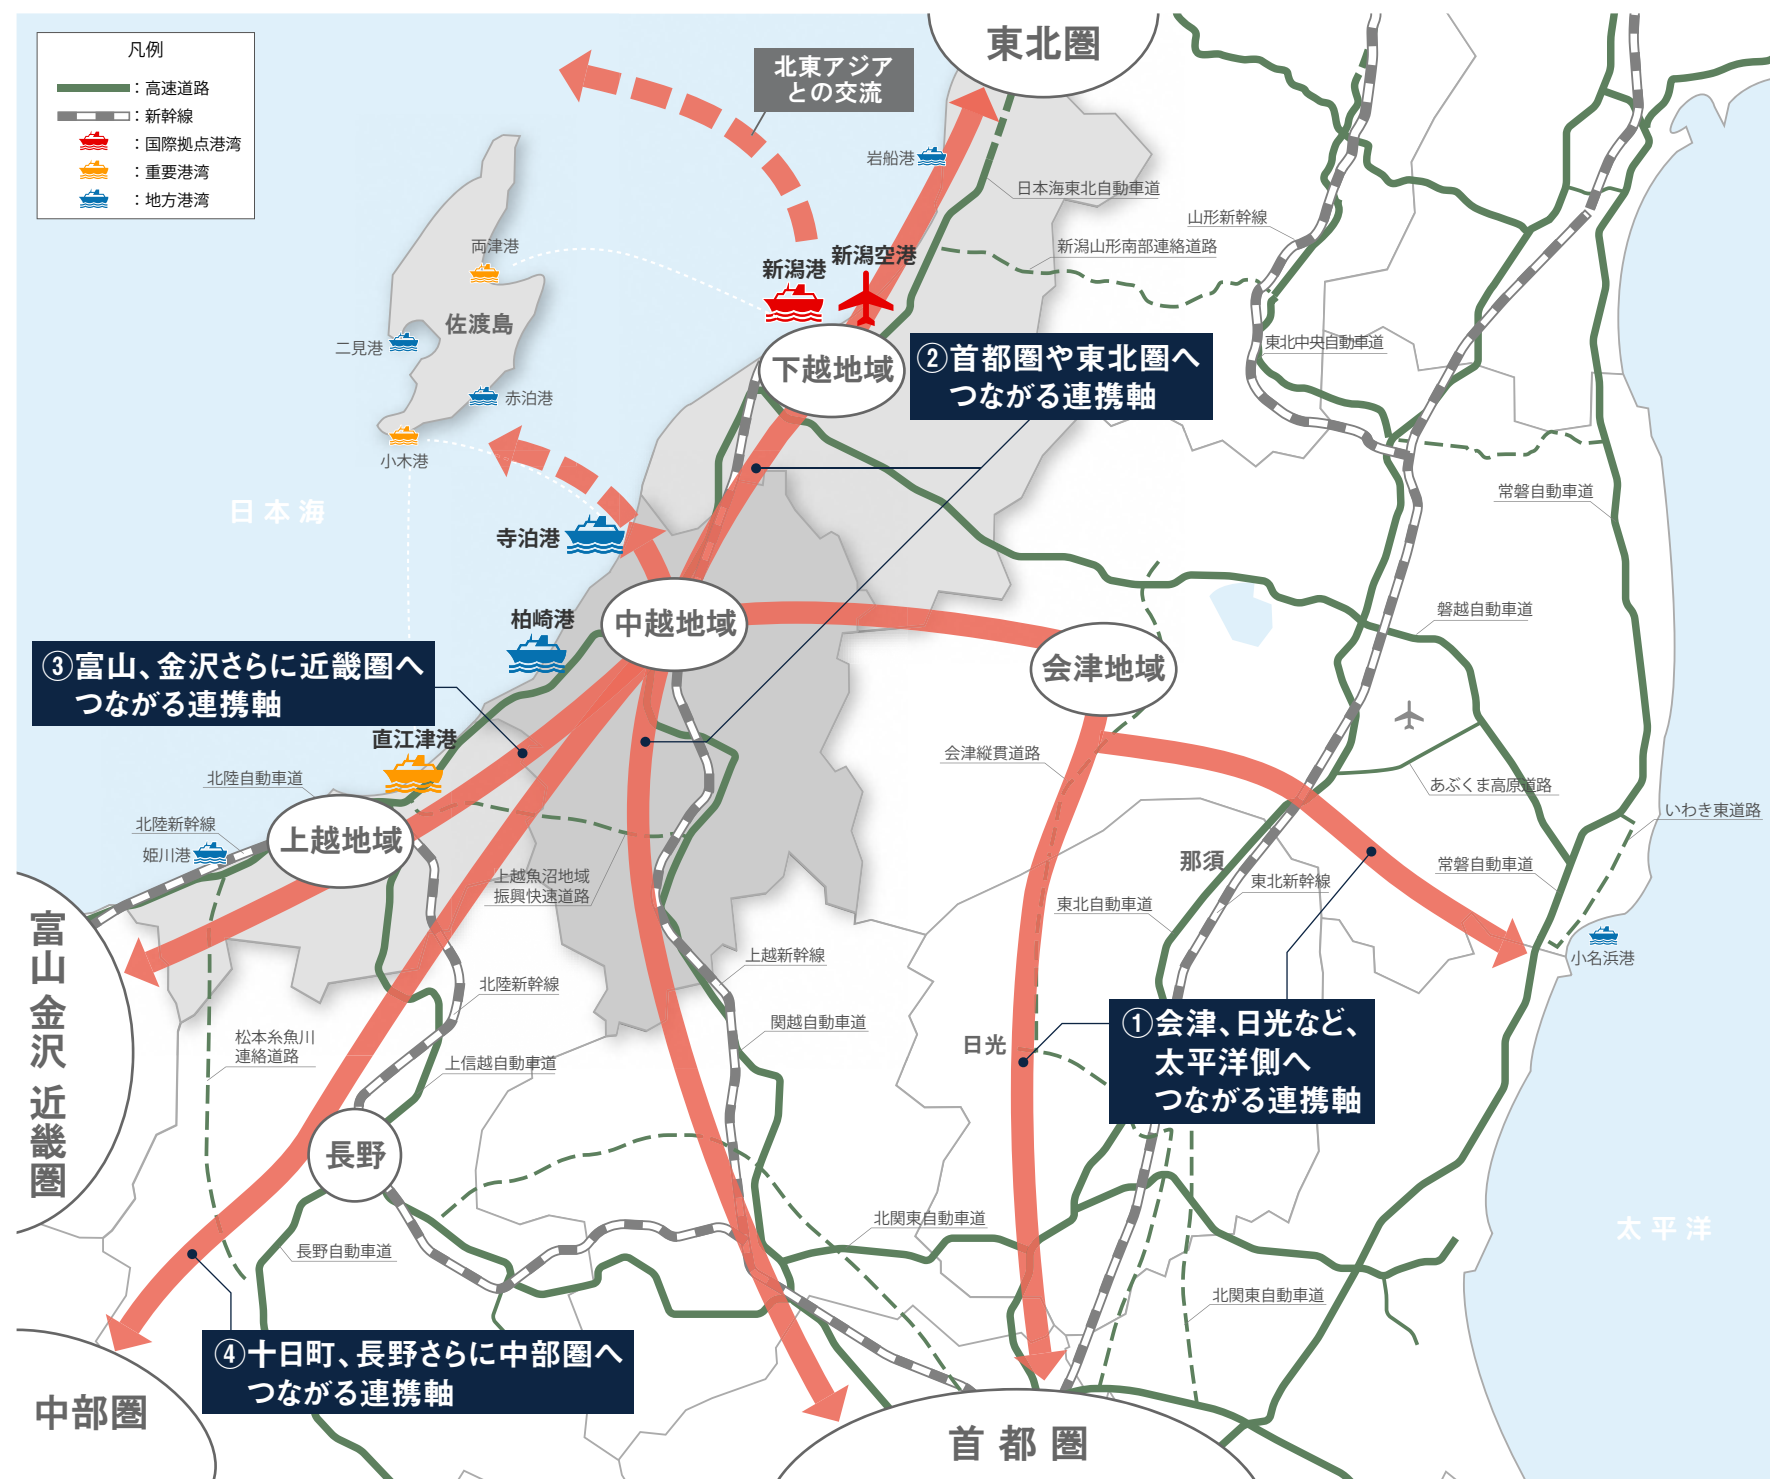 凡例
：高速道路
：新幹線
：国際拠点港湾
：重要港湾
：地方港湾
東北圏
北東アジア
との交流
岩船港
日本海東北自動車道
山形新幹線
新潟山形南部連絡道路
両津港
新潟港
新潟空港
佐渡島
二見港
赤泊港
小木港
東北中央自動車道
下越地域
②首都圏や東北圏へ
つながる連携軸
日本海
寺泊港
常磐自動車道
柏崎港
中越地域
磐越自動車道
会津地域
③富山、金沢さらに近畿圏へ
つながる連携軸
直江津港
会津縦貫道路
北陸自動車道
あぶくま高原道路
いわき東道路
北陸新幹線
姫川港
上越地域
那須
常磐自動車道
東北新幹線
上越魚沼地域
振興快速道路
東北自動車道
富山 金沢 近畿圏
上越新幹線
小名浜港
北陸新幹線
関越自動車道
松本糸魚川
連絡道路
日光
①会津、日光など、
太平洋側へ
つながる連携軸
上信越自動車道
長野
北関東自動車道
太平洋
長野自動車道
北関東自動車道
④十日町、長野さらに中部圏へ
つながる連携軸
中部圏
首都圏